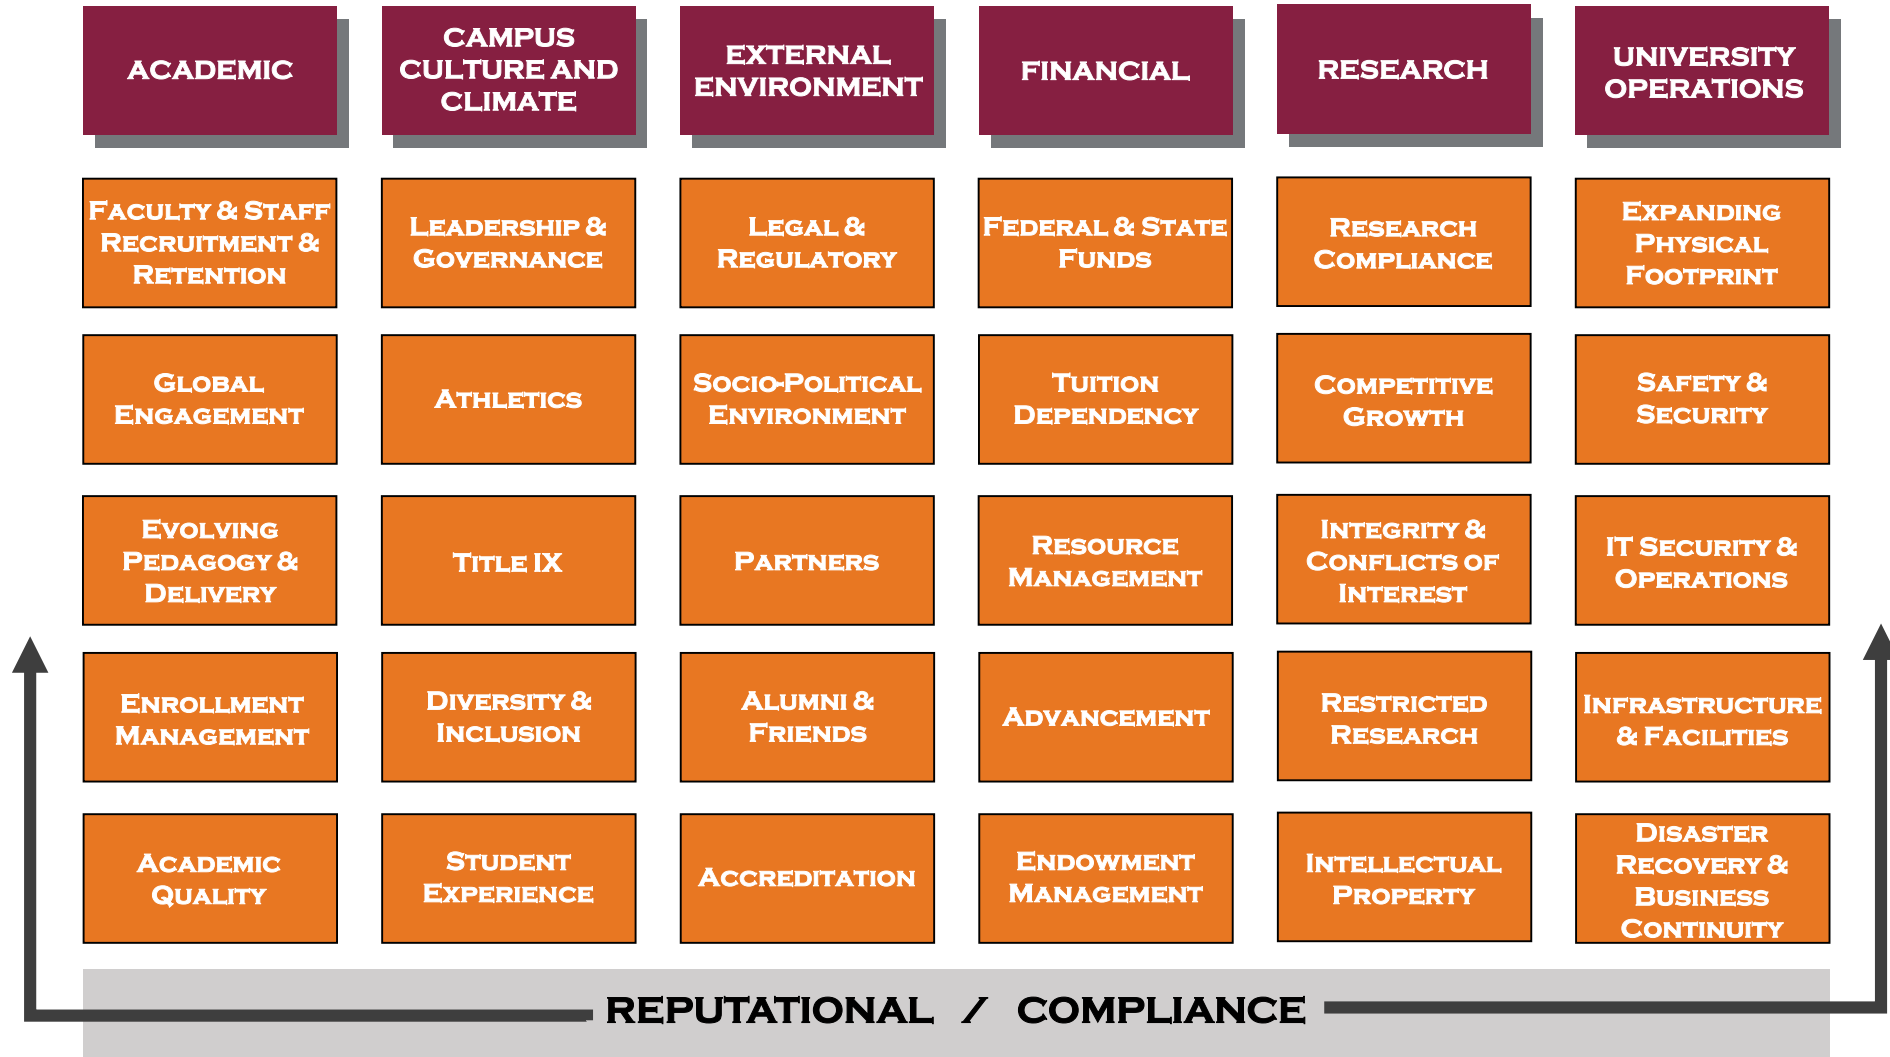 ACADEMIC
CAMPUS
CULTURE AND
CLIMATE
EXTERNAL
ENVIRONMENT
FINANCIAL
RESEARCH
UNIVERSITY
OPERATIONS
FACULTY & STAFF
RECRUITMENT &
RETENTION
LEADERSHIP &
GOVERNANCE
LEGAL &
REGULATORY
FEDERAL & STATE
FUNDS
RESEARCH
COMPLIANCE
EXPANDING
PHYSICAL
FOOTPRINT
GLOBAL
ENGAGEMENT
ATHLETICS
SOCIO-POLITICAL
ENVIRONMENT
TUITION
DEPENDENCY
COMPETITIVE
GROWTH
SAFETY &
SECURITY
EVOLVING
PEDAGOGY &
DELIVERY
TITLE IX
PARTNERS
RESOURCE
MANAGEMENT
INTEGRITY &
CONFLICTS OF
INTEREST
IT SECURITY &
OPERATIONS
ENROLLMENT
MANAGEMENT
DIVERSITY &
INCLUSION
ALUMNI &
FRIENDS
ADVANCEMENT
RESTRICTED
RESEARCH
INFRASTRUCTURE
& FACILITIES
ACADEMIC
QUALITY
STUDENT
EXPERIENCE
ACCREDITATION
ENDOWMENT
MANAGEMENT
INTELLECTUAL
PROPERTY
DISASTER
RECOVERY &
BUSINESS
CONTINUITY
REPUTATIONAL / COMPLIANCE